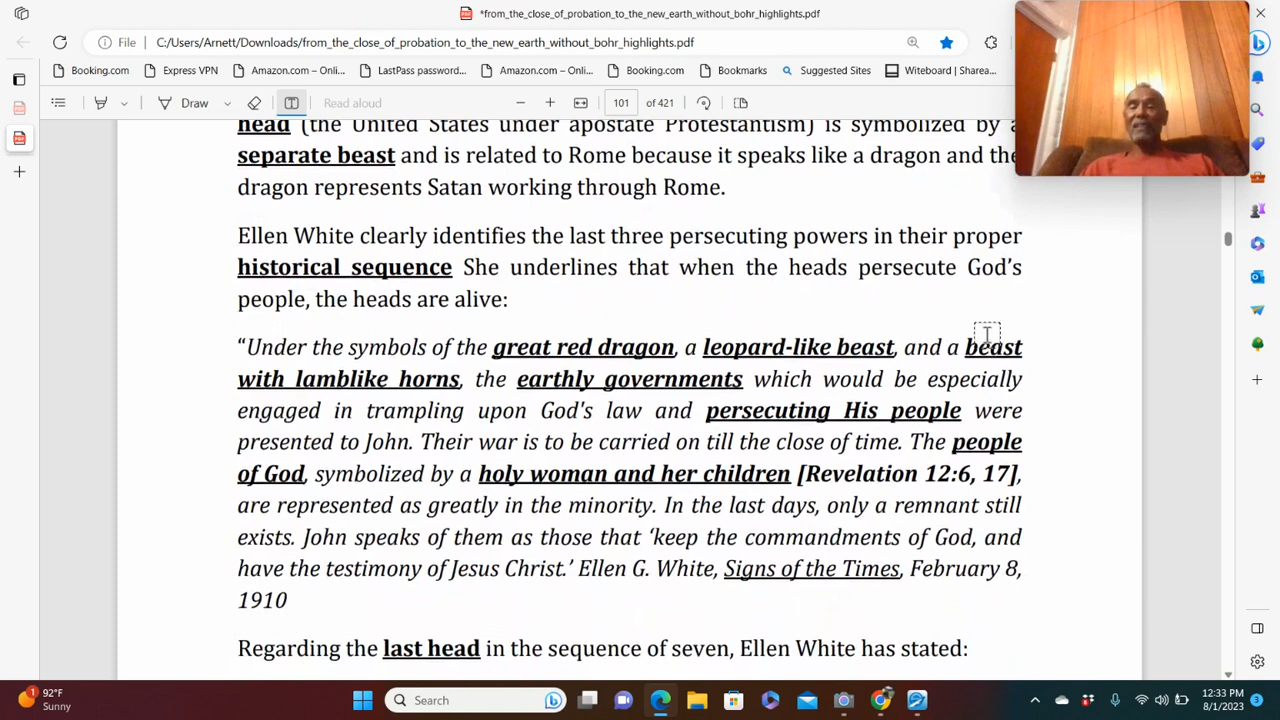 *from_the_close_of_probation_to_the_new_earth_without_bohr_highlights.pdf
File C:/Users/Arnett/Downloads/from_the_close_of_probation_to_the_new_earth_without_bohr_highlights.pdf
Booking.com Express VPN Amazon.com – Onli... LastPass password... Amazon.com – Onli... Booking.com Bookmarks Suggested Sites Witeboard | Sharea...
Draw Read aloud 101 of 421
head (the United States under apostate Protestantism) is symbolized by a
separate beast and is related to Rome because it speaks like a dragon and the
dragon represents Satan working through Rome.
Ellen White clearly identifies the last three persecuting powers in their proper
historical sequence She underlines that when the heads persecute God's
people, the heads are alive:
“Under the symbols of the great red dragon, a leopard-like beast, and a beast
with lamblike horns, the earthly governments which would be especially
engaged in trampling upon God's law and persecuting His people were
presented to John. Their war is to be carried on till the close of time. The people
of God, symbolized by a holy woman and her children [Revelation 12:6, 17],
are represented as greatly in the minority. In the last days, only a remnant still
exists. John speaks of them as those that ‘keep the commandments of God, and
have the testimony of Jesus Christ.’ Ellen G. White, Signs of the Times, February 8,
1910
Regarding the last head in the sequence of seven, Ellen White has stated:
1
92°F
Sunny
Search
12:33 PM
8/1/2023
3